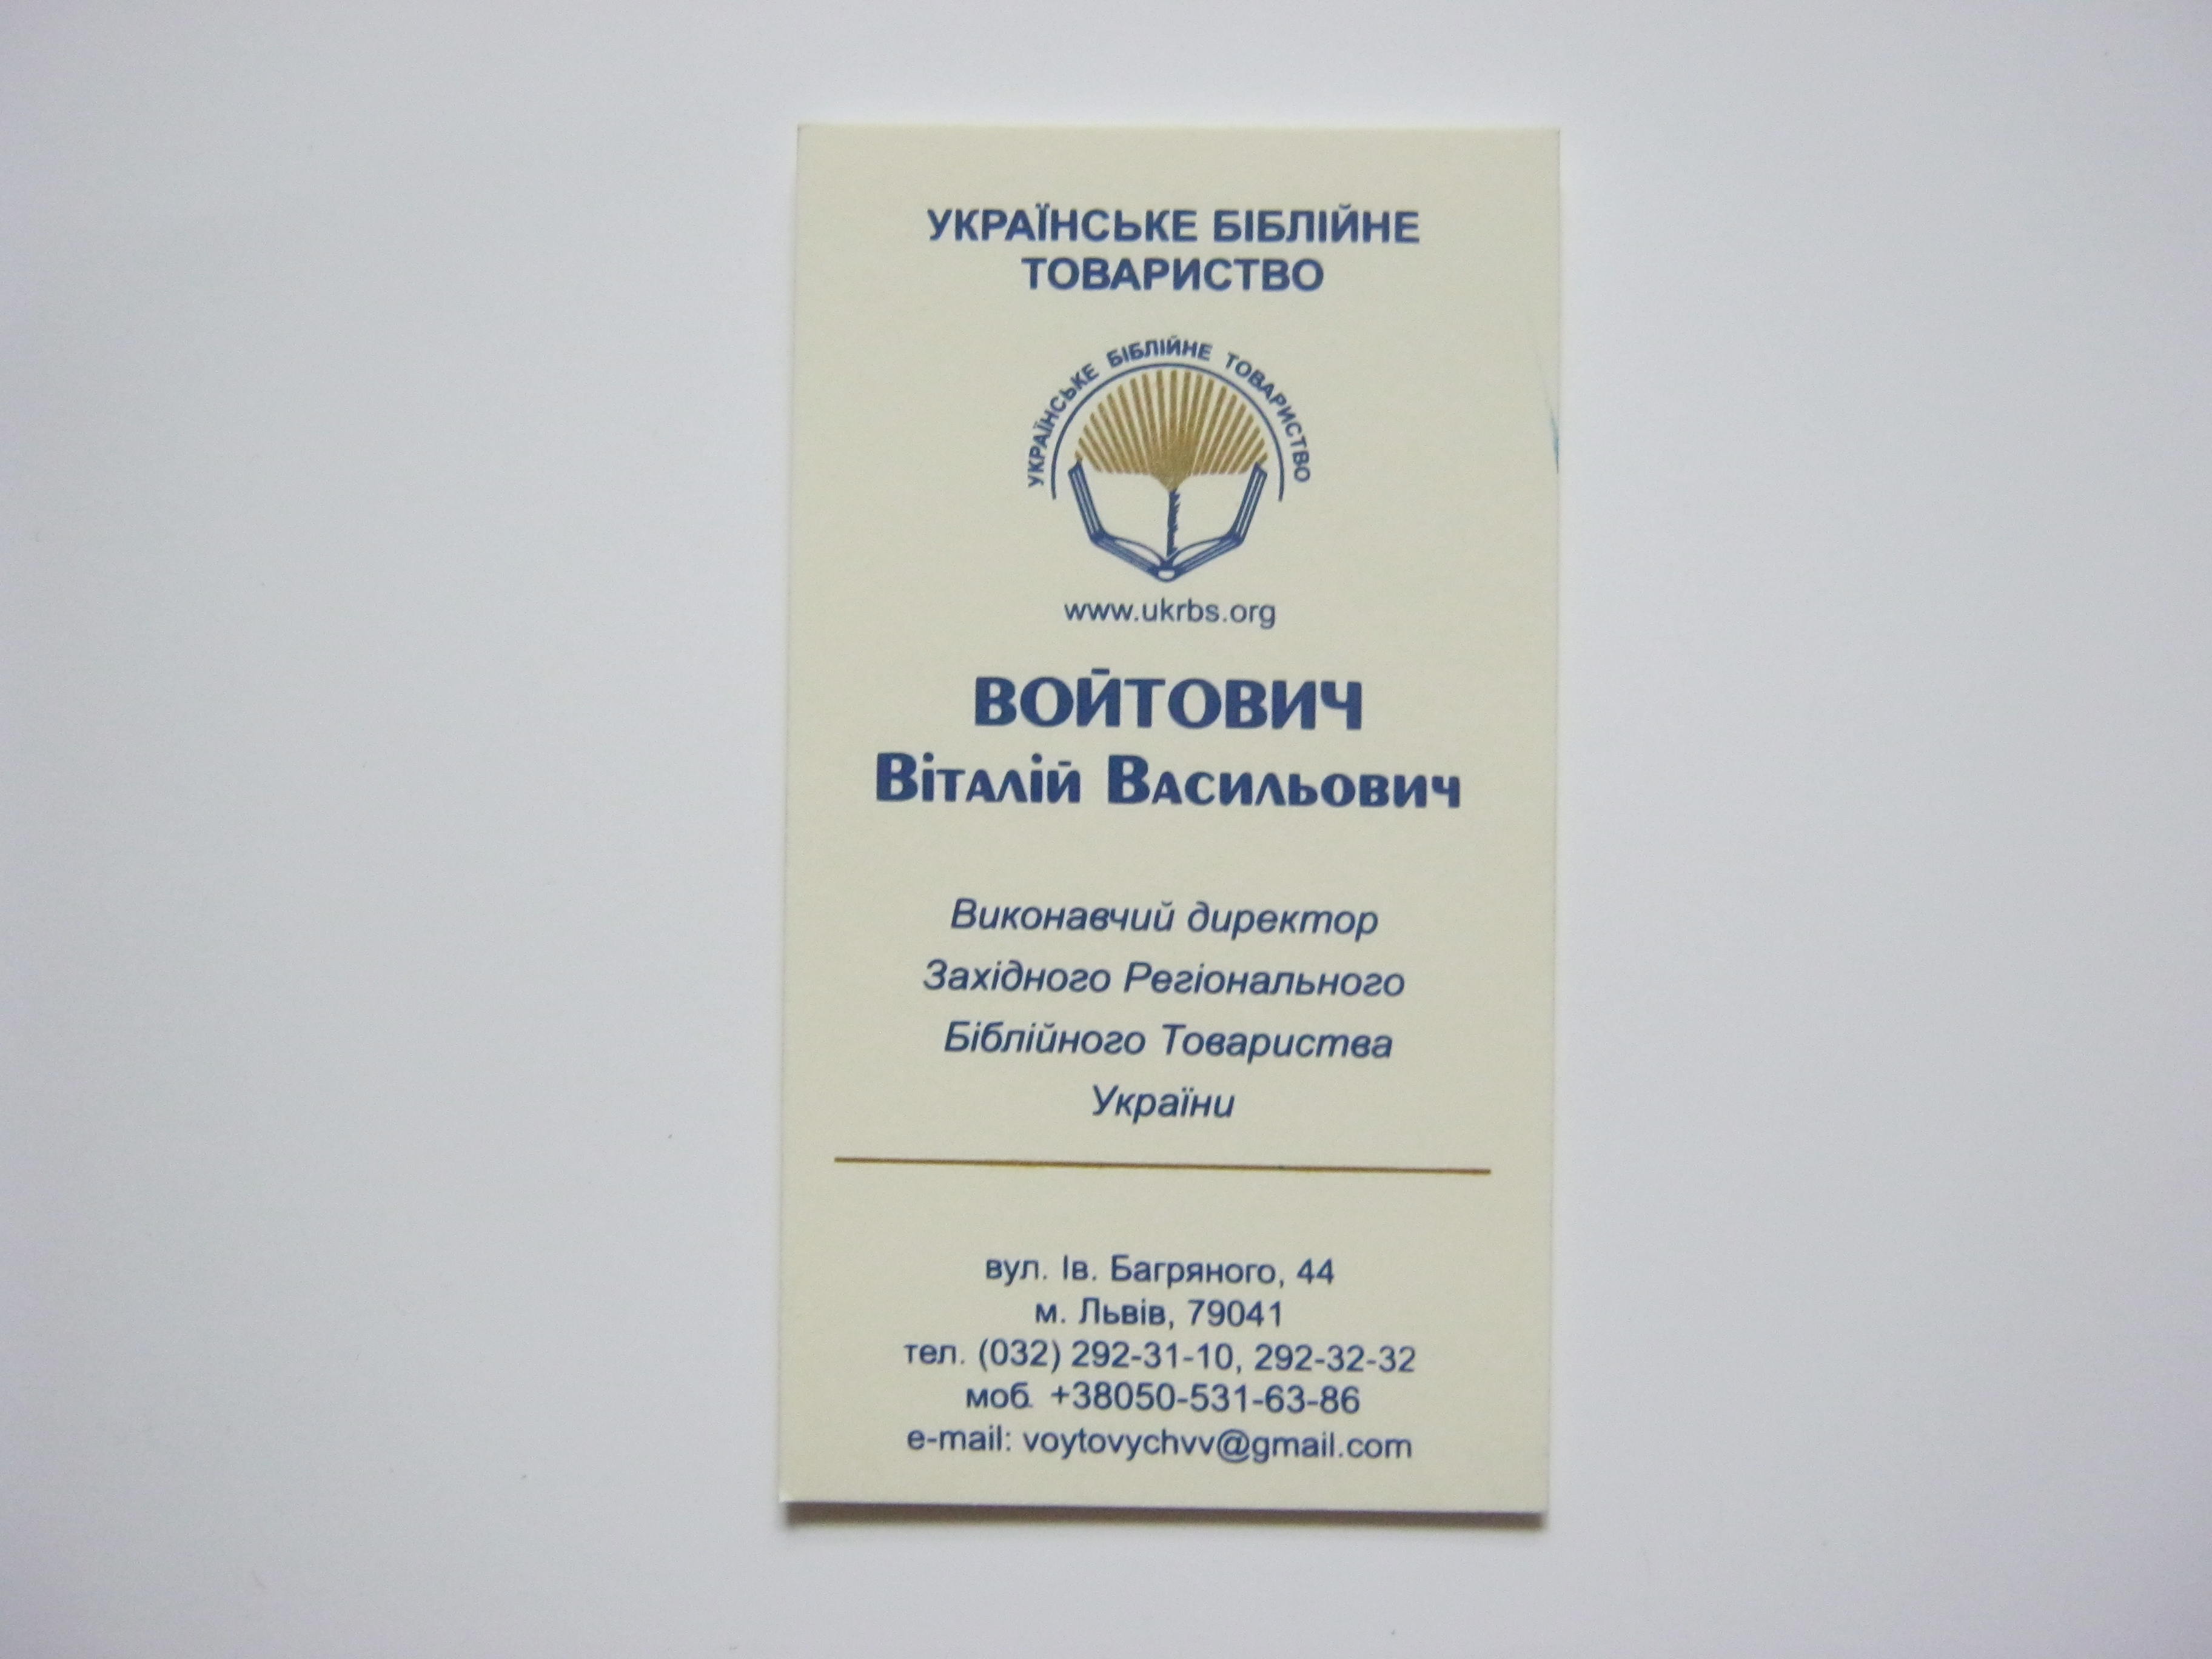 УКРАЇНСЬКЕ БІБЛІЙНЕ
ТОВАРИСТВО
УКРАЇНСЬКЕ БІБЛІЙНЕ ТОВАРИСТВО
www.ukrbs.org
ВОЙТОВИЧ
Віталій Васильович
Виконавчий директор
Західного Регіонального
Біблійного Товариства
України
вул. Ів. Багряного, 44
м. Львів, 79041
тел. (032) 292-31-10, 292-32-32
моб. +38050-531-63-86
e-mail: voytovychvv@gmail.com